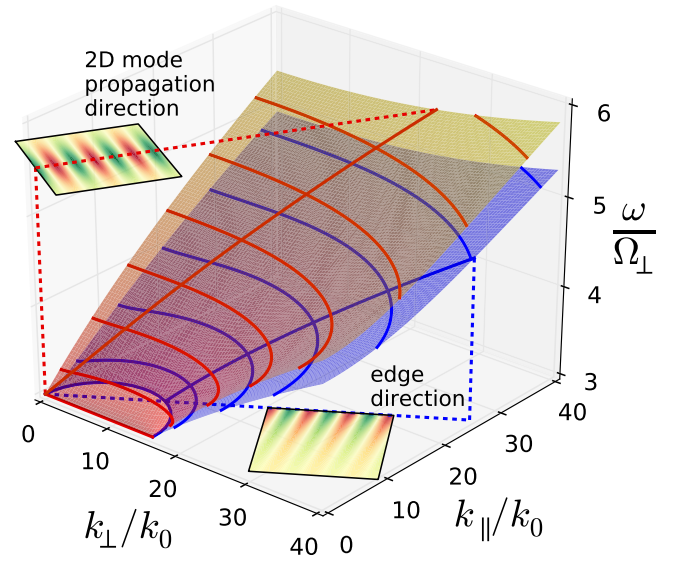 2D mode
propagation
direction
6
5
4
3
ω
Ω⊥
edge
direction
0
10
20
30
40
k⊥/k0
0
10
20
30
40
k∥/k0